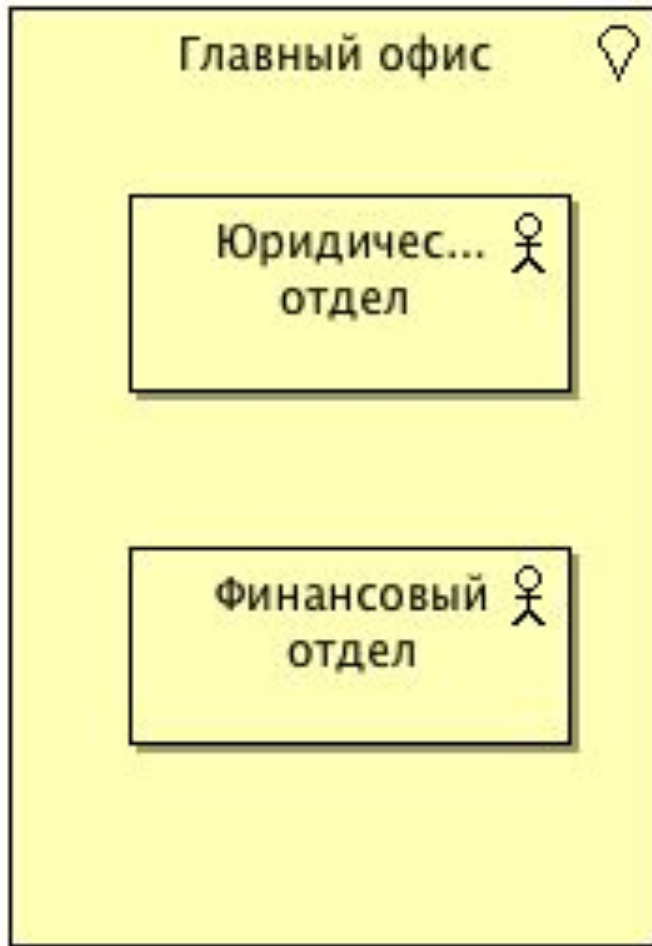 Главный офис
Юридичес...
отдел
Финансовый
отдел